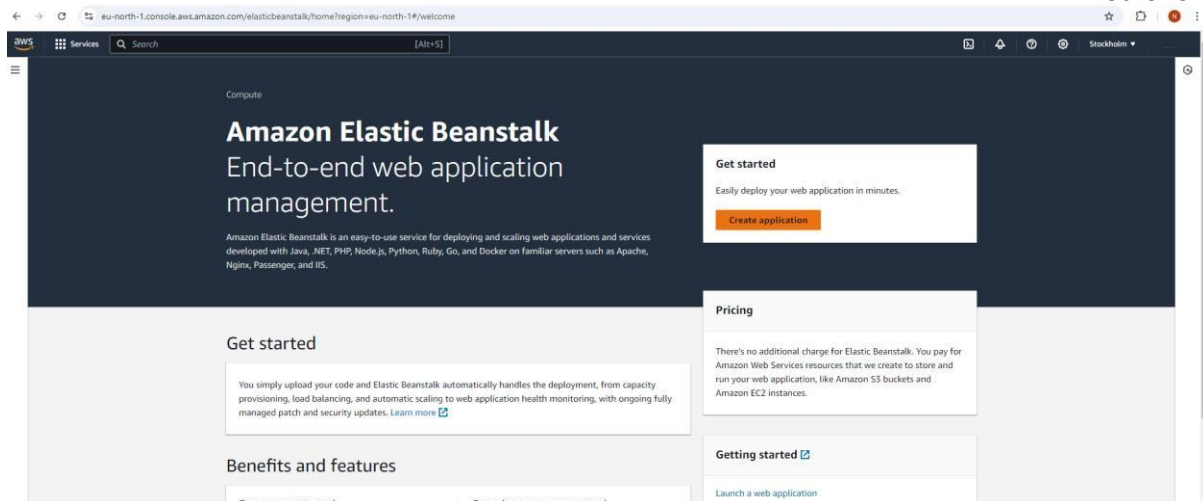 eu-north-1.console.aws.amazon.com/elasticbeanstalk/home?region=eu-north-1#/welcome
aws Services Search [Alt+S] Stockholm
Compute
Amazon Elastic Beanstalk
End-to-end web application
management.
Amazon Elastic Beanstalk is an easy-to-use service for deploying and scaling web applications and services
developed with Java, .NET, PHP, Node.js, Python, Ruby, Go, and Docker on familiar servers such as Apache,
Nginx, Passenger, and IIS.
Get started
Easily deploy your web application in minutes.
Create application
Pricing
There's no additional charge for Elastic Beanstalk. You pay for
Amazon Web Services resources that we create to store and
run your web application, like Amazon S3 buckets and
Amazon EC2 instances.
Get started
You simply upload your code and Elastic Beanstalk automatically handles the deployment, from capacity
provisioning, load balancing, and automatic scaling to web application health monitoring, with ongoing fully
managed patch and security updates. Learn more
Getting started
Launch a web application
Benefits and features